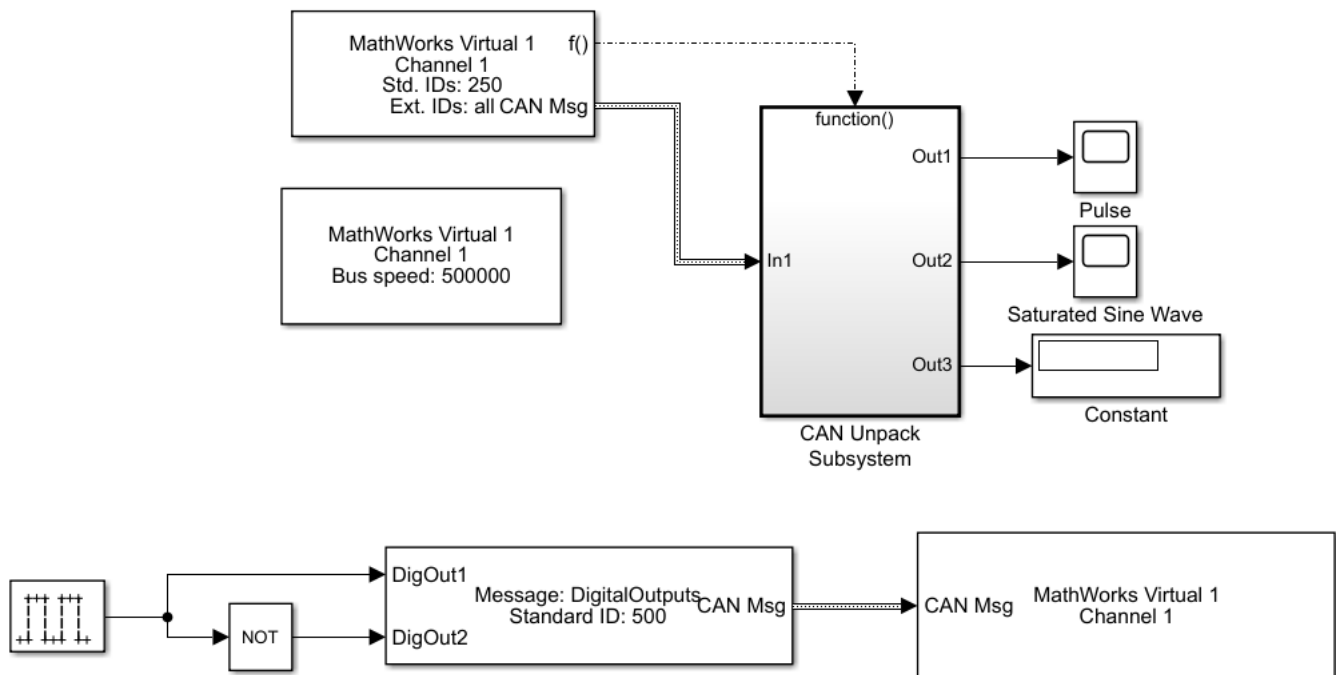 MathWorks Virtual 1
f()
Channel 1
Std. IDs: 250
Ext. IDs: all
CAN Msg
function()
Out1
Pulse
MathWorks Virtual 1
Channel 1
Bus speed: 500000
In1
Out2
Saturated Sine Wave
Out3
Constant
CAN Unpack
Subsystem
DigOut1
Message: DigitalOutputs
Standard ID: 500
CAN Msg
NOT
DigOut2
CAN Msg
MathWorks Virtual 1
Channel 1